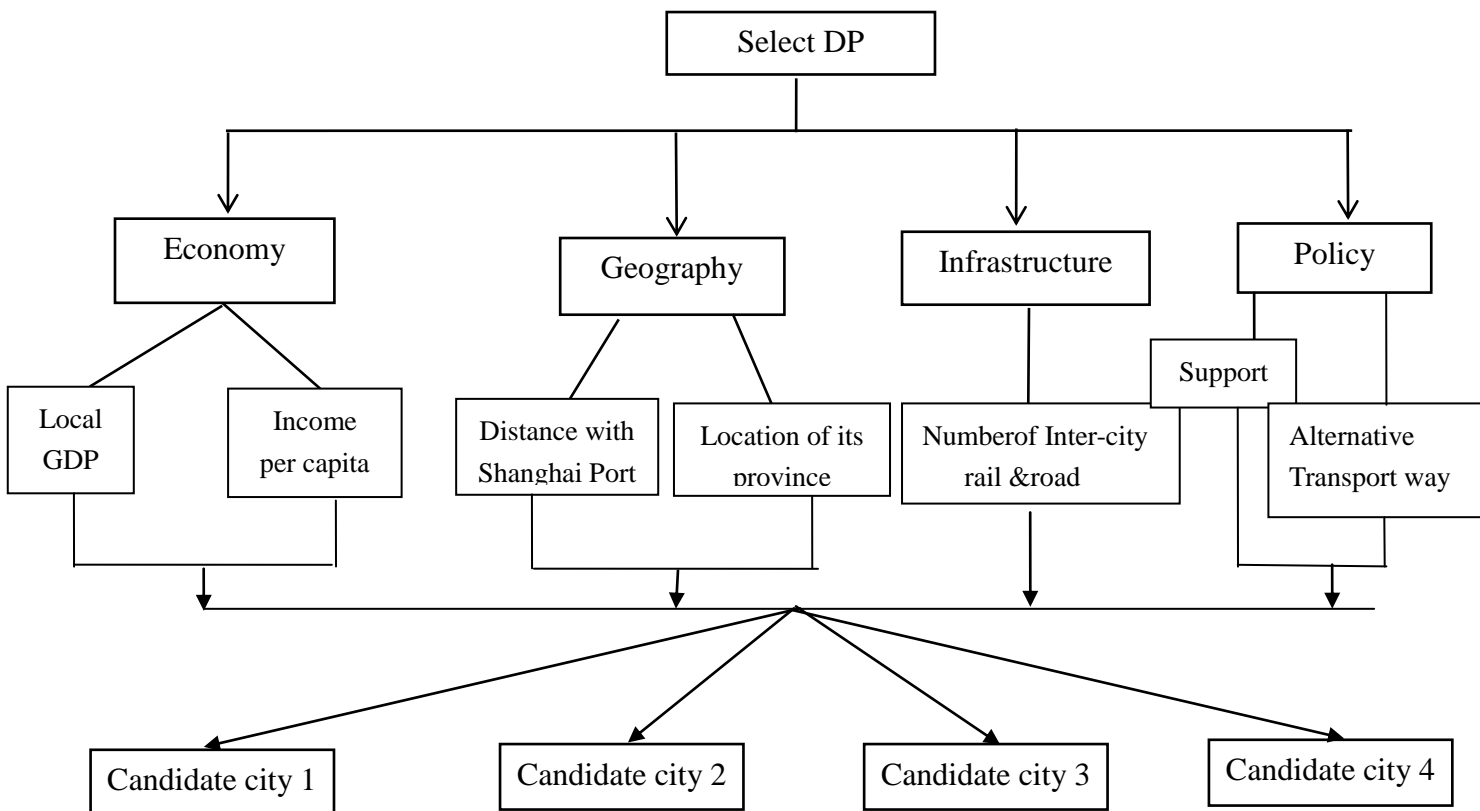 Select DP
Economy
Geography
Infrastructure
Policy
Local
GDP
Income
per capita
Distance with
Shanghai Port
Location of its
province
Numberof Inter-city
rail &road
Support
Alternative
Transport way
Candidate city 1
Candidate city 2
Candidate city 3
Candidate city 4